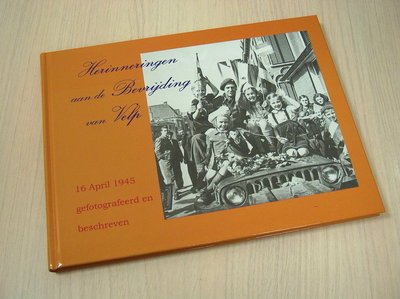 Herinneringen
aan de Bevrijding
van Velp
16 April 1945
gefotografeerd en
beschreven